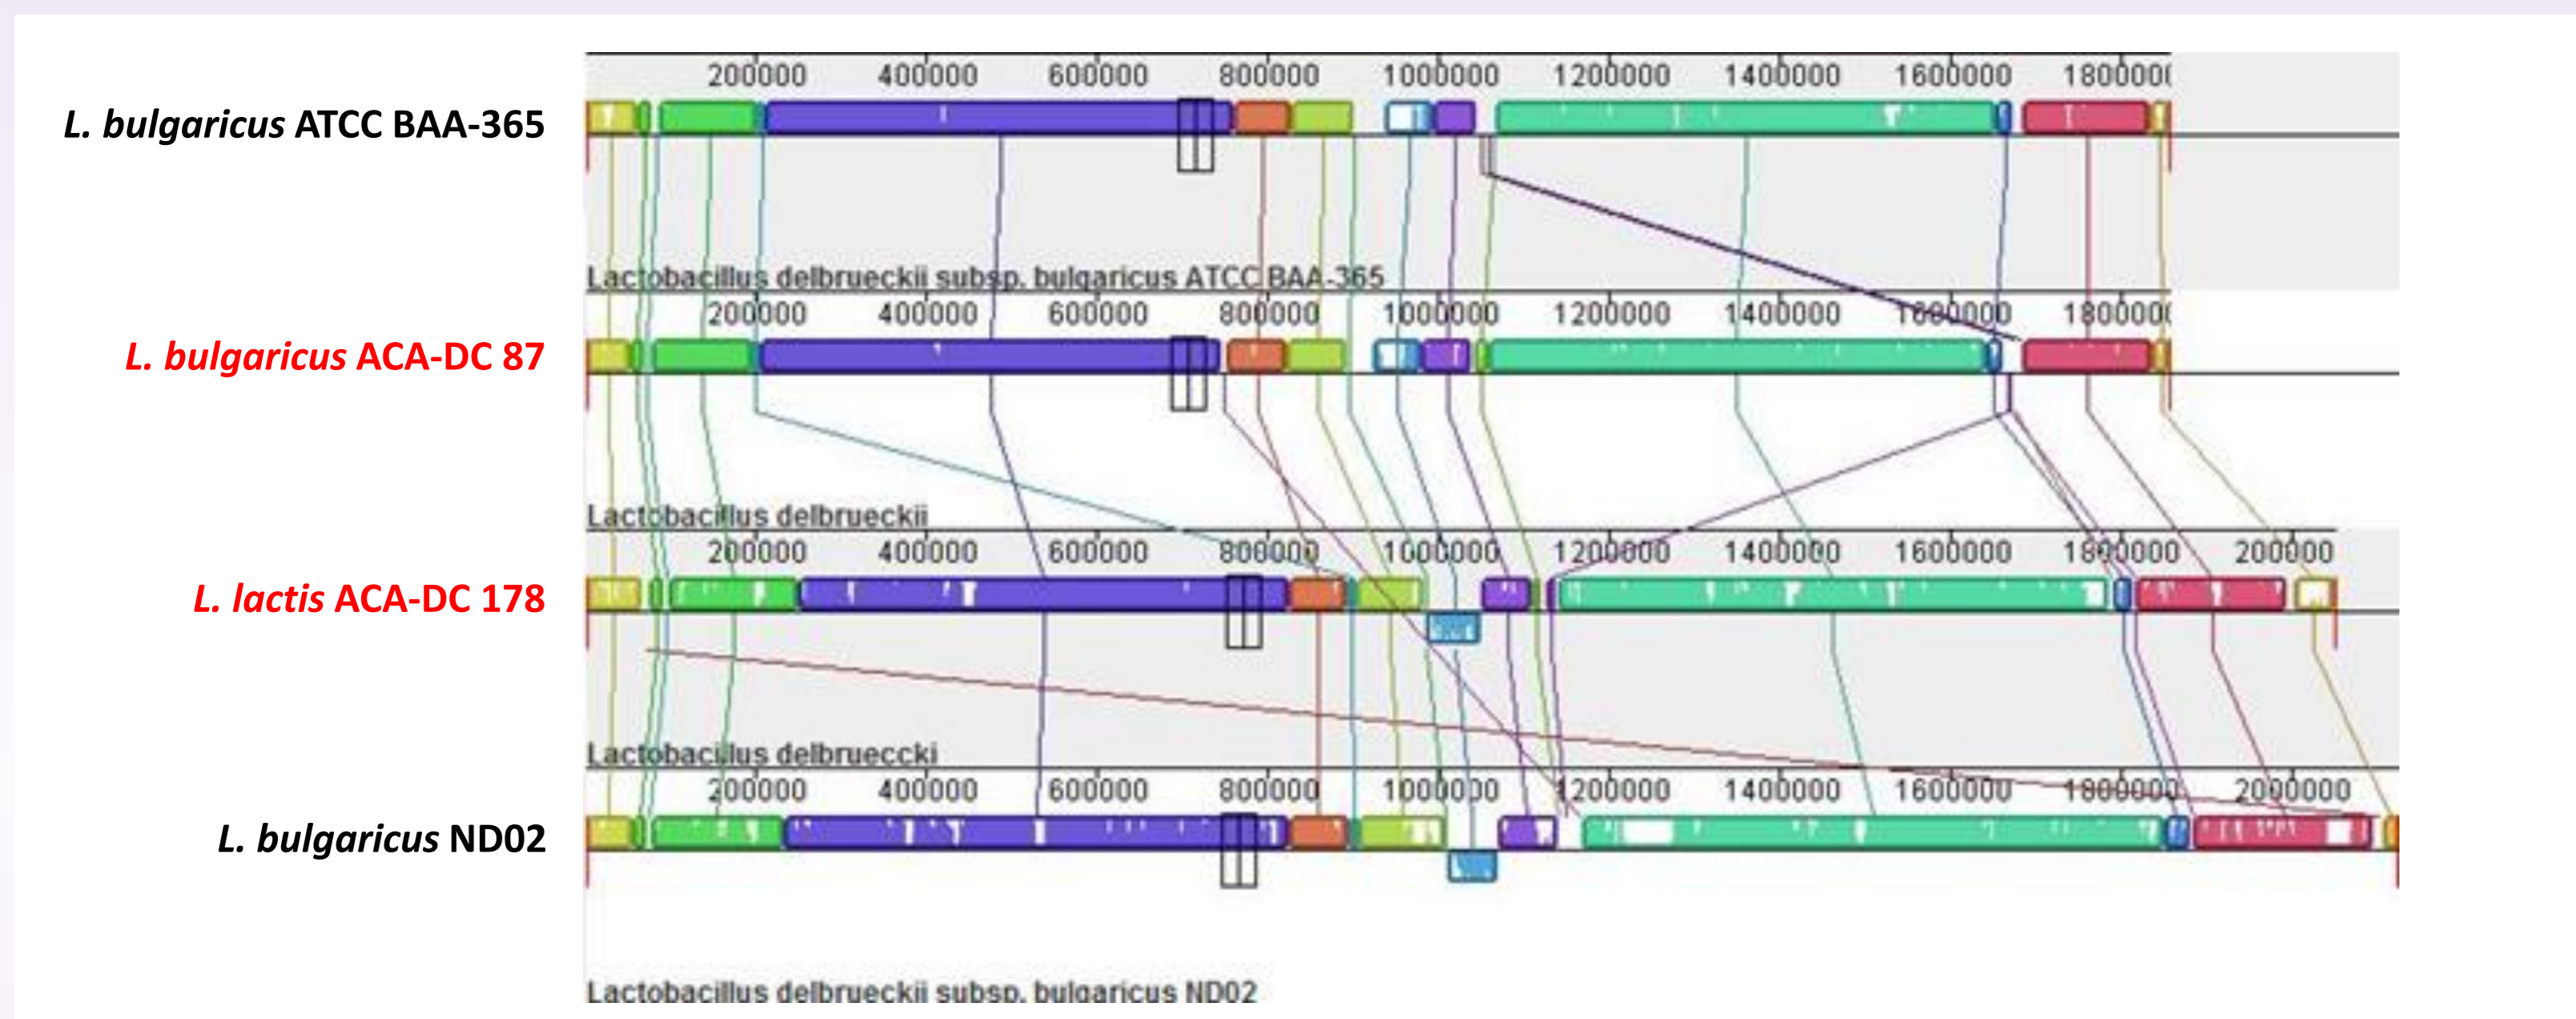 200000 400000 600000 800000 1000000 1200000 1400000 1600000 1800000
L. bulgaricus ATCC BAA-365
Lactobacillus delbrueckii subsp. bulgaricus ATCC BAA-365
200000 400000 600000 800000 1000000 1200000 1400000 1600000 1800000
L. bulgaricus ACA-DC 87
Lactobacillus delbrueckii
200000 400000 600000 800000 1000000 1200000 1400000 1600000 1800000 200000
L. lactis ACA-DC 178
Lactobacillus delbrueccki
200000 400000 600000 800000 1000000 1200000 1400000 1600000 1800000 2000000
L. bulgaricus ND02
Lactobacillus delbrueckii subsp. bulgaricus ND02